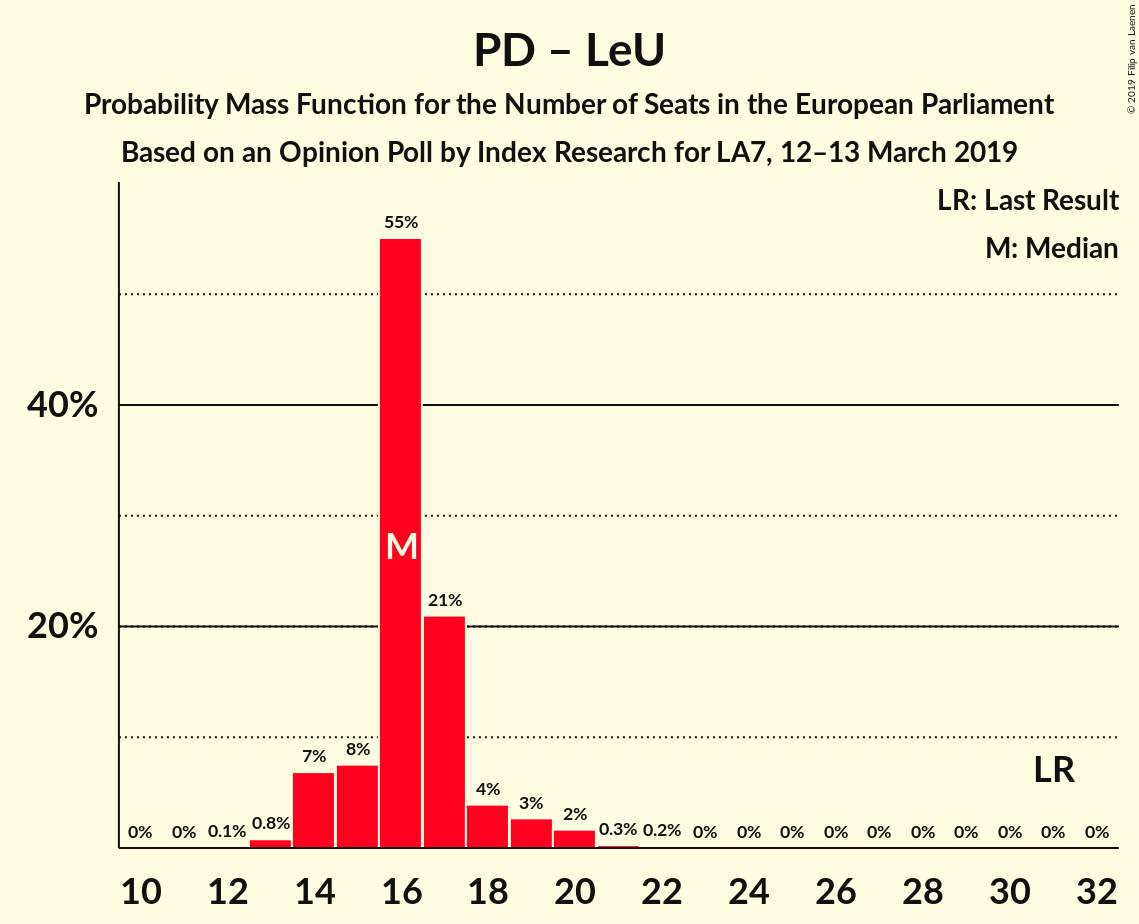 PD – LeU
Probability Mass Function for the Number of Seats in the European Parliament
Based on an Opinion Poll by Index Research for LA7, 12–13 March 2019
© 2019 Filip van Laenen
LR: Last Result
M: Median
55%
40%
M
21%
20%
7%
8%
LR
4%
3%
2%
0% 0% 0.1% 0.8% 0.3% 0.2% 0% 0% 0% 0% 0% 0% 0% 0% 0% 0%
10 12 14 16 18 20 22 24 26 28 30 32